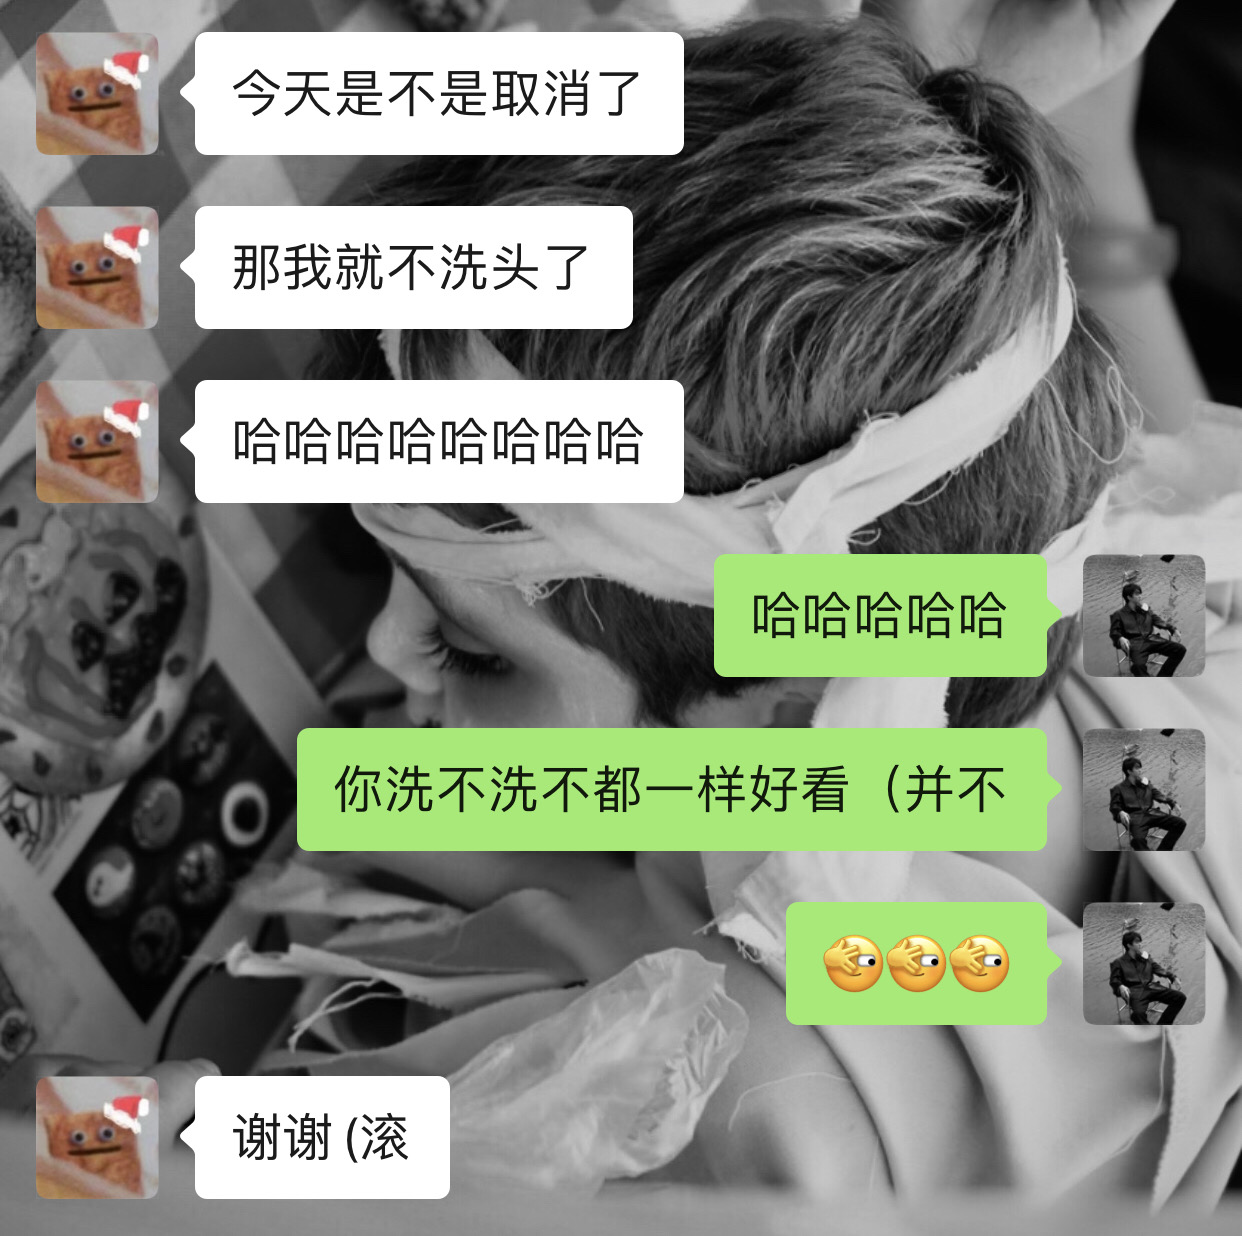 今天是不是取消了
那我就不洗头了
哈哈哈哈哈哈哈哈
哈哈哈哈哈
你洗不洗不都一样好看（并不
🫣🫣🫣
谢谢 (滚